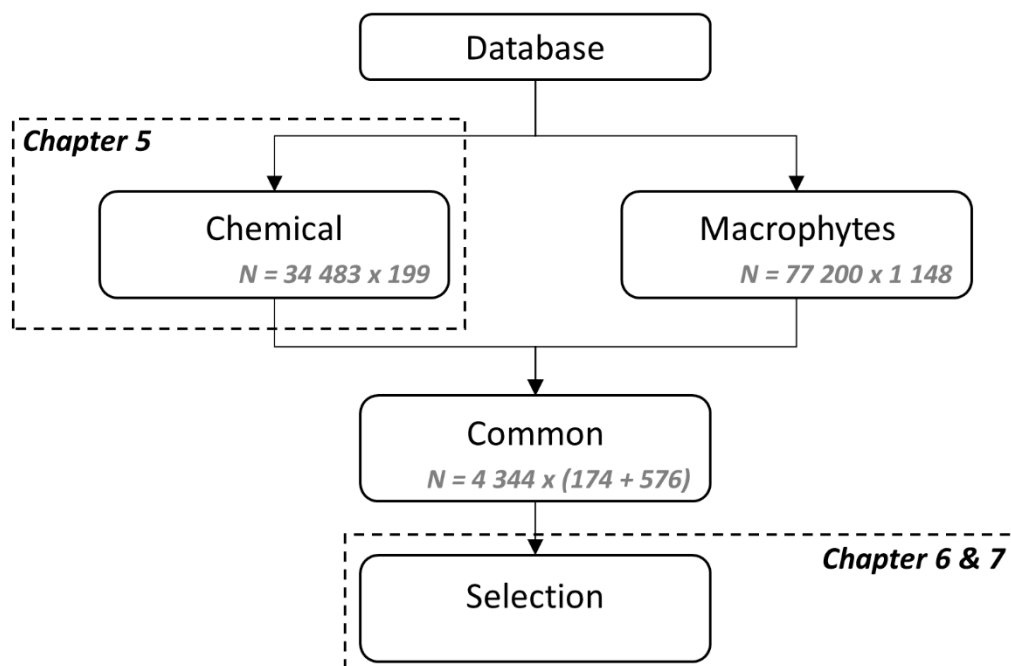 Database
Chapter 5
Chemical
N = 34 483 x 199
Macrophytes
N = 77 200 x 1 148
Common
N = 4 344 x (174 + 576)
Chapter 6 & 7
Selection